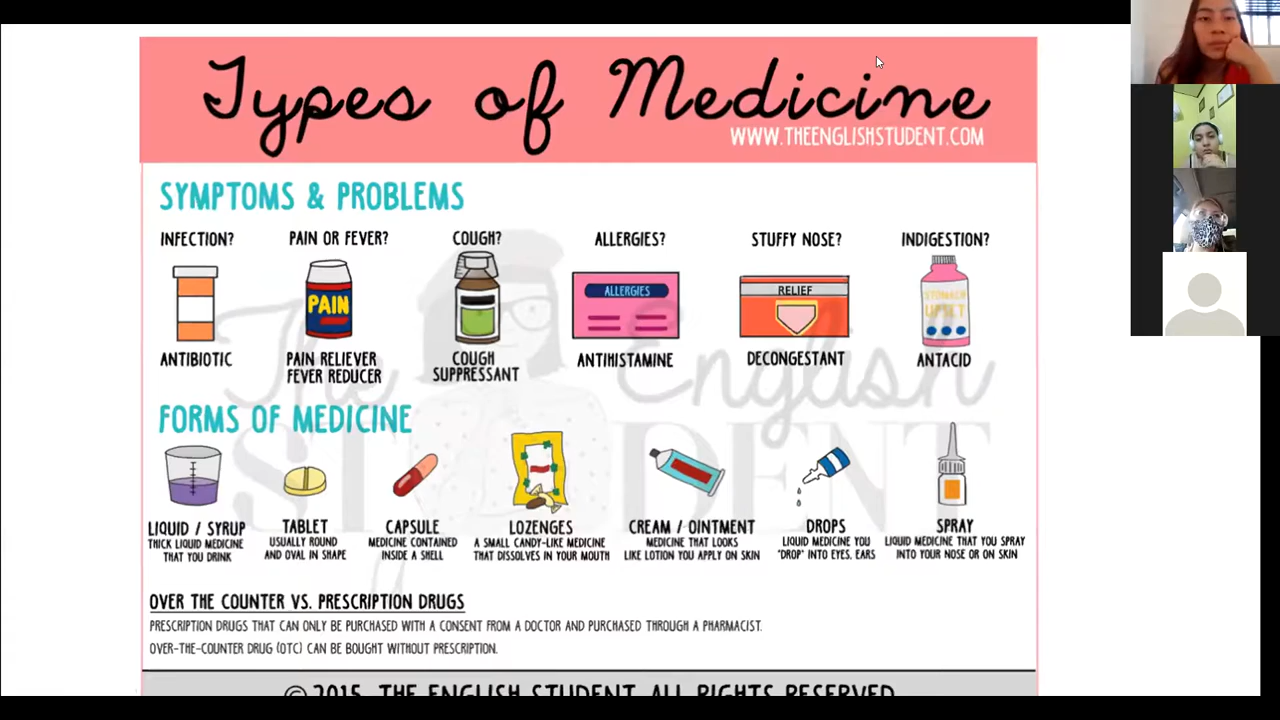 Types of Medicine
WWW.THEENGLISHSTUDENT.COM
SYMPTOMS & PROBLEMS
INFECTION? PAIN OR FEVER? COUGH? ALLERGIES? STUFFY NOSE? INDIGESTION?
PAIN
ALLERGIES
RELIEF
STOMACH
UPSET
ANTIBIOTIC
PAIN RELIEVER
FEVER REDUCER
COUGH
SUPPRESSANT
ANTIHISTAMINE
DECONGESTANT
ANTACID
The English
STUDENT
FORMS OF MEDICINE
LIQUID / SYRUP
THICK LIQUID MEDICINE
THAT YOU DRINK
TABLET
USUALLY ROUND
AND OVAL IN SHAPE
CAPSULE
MEDICINE CONTAINED
INSIDE A SHELL
LOZENGES
A SMALL CANDY-LIKE MEDICINE
THAT DISSOLVES IN YOUR MOUTH
CREAM / OINTMENT
MEDICINE THAT LOOKS
LIKE LOTION YOU APPLY ON SKIN
DROPS
LIQUID MEDICINE YOU
"DROP" INTO EYES, EARS
SPRAY
LIQUID MEDICINE THAT YOU SPRAY
INTO YOUR NOSE OR ON SKIN
OVER THE COUNTER VS. PRESCRIPTION DRUGS
PRESCRIPTION DRUGS THAT CAN ONLY BE PURCHASED WITH A CONSENT FROM A DOCTOR AND PURCHASED THROUGH A PHARMACIST.
OVER-THE-COUNTER DRUG (OTC) CAN BE BOUGHT WITHOUT PRESCRIPTION.
© 2015. THE ENGLISH STUDENT. ALL RIGHTS RESERVED